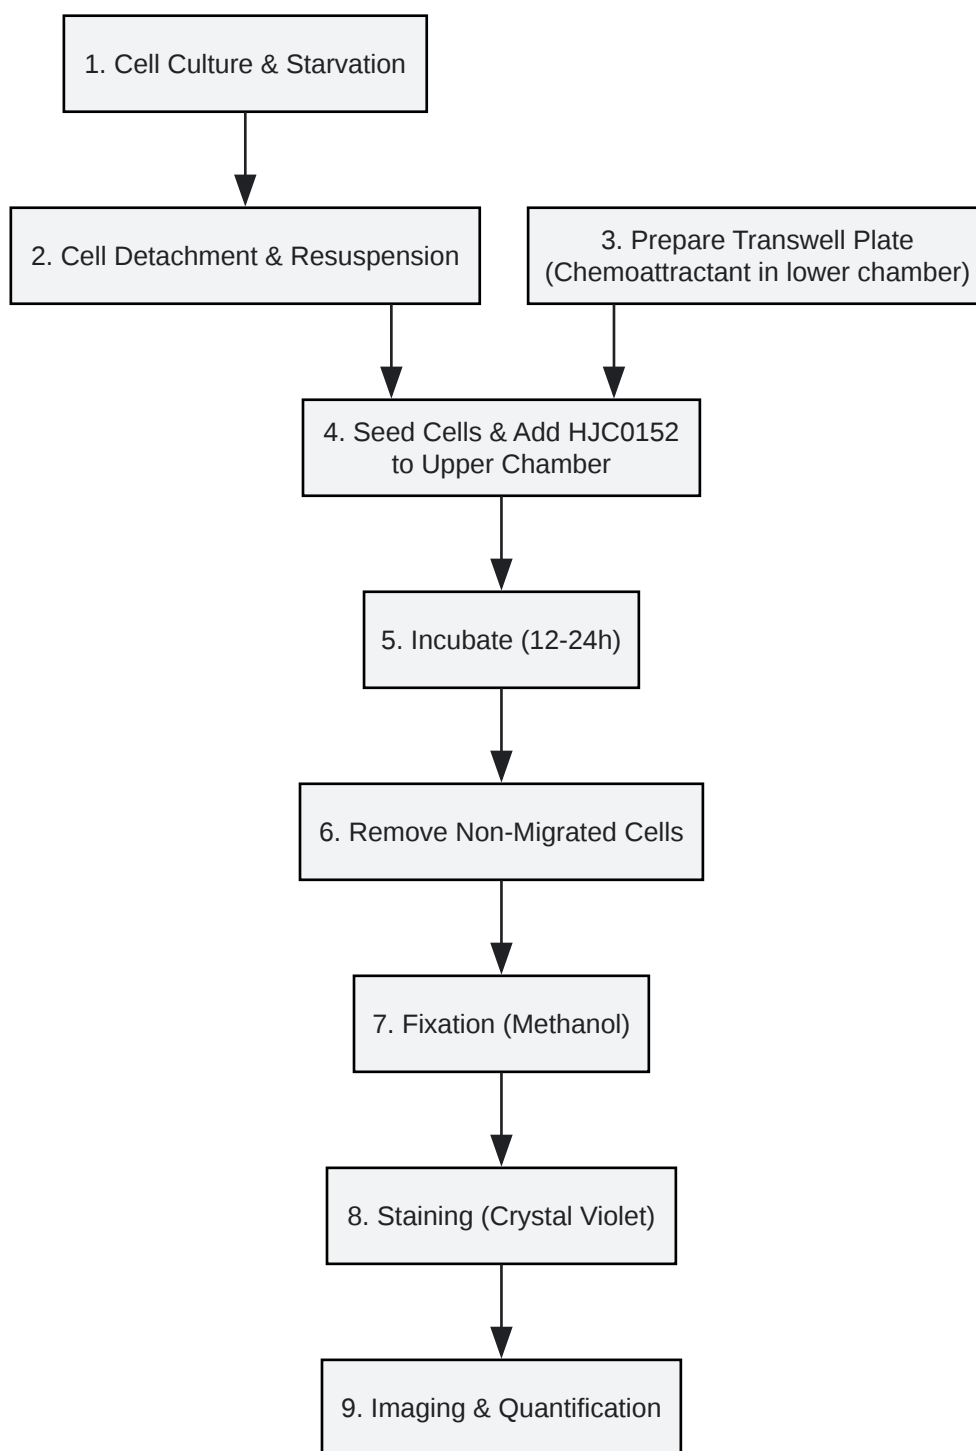 1. Cell Culture & Starvation
2. Cell Detachment & Resuspension
3. Prepare Transwell Plate
(Chemoattractant in lower chamber)
4. Seed Cells & Add HJC0152
to Upper Chamber
5. Incubate (12-24h)
6. Remove Non-Migrated Cells
7. Fixation (Methanol)
8. Staining (Crystal Violet)
9. Imaging & Quantification